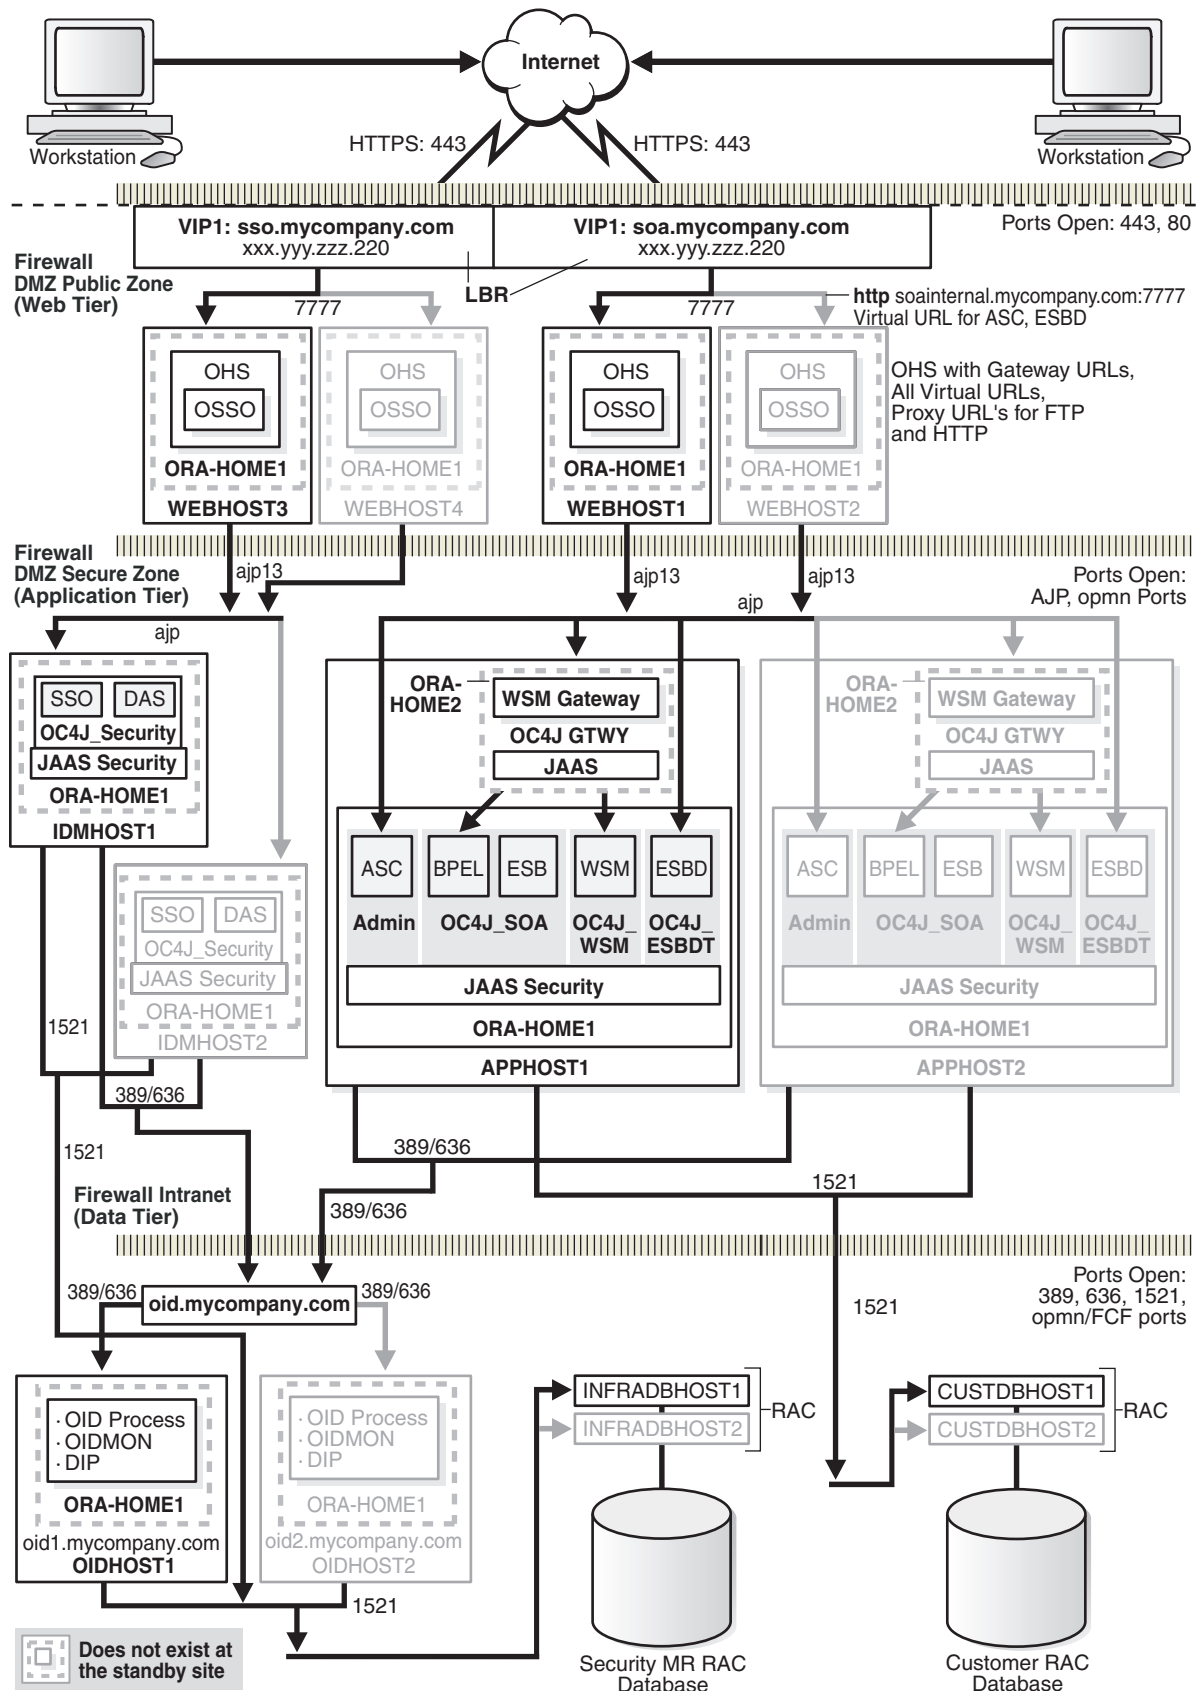 Internet
HTTPS: 443
HTTPS: 443
Workstation
Workstation
VIP1: sso.mycompany.com
xxx.yyy.zzz.220
VIP1: soa.mycompany.com
xxx.yyy.zzz.220
Ports Open: 443, 80
Firewall
DMZ Public Zone
(Web Tier)
LBR
7777
7777
http soainternal.mycompany.com:7777
Virtual URL for ASC, ESBD
OHS
OSSO
ORA-HOME1
WEBHOST3
OHS
OSSO
ORA-HOME1
WEBHOST4
OHS
OSSO
ORA-HOME1
WEBHOST1
OHS
OSSO
ORA-HOME1
WEBHOST2
OHS with Gateway URLs,
All Virtual URLs,
Proxy URL's for FTP
and HTTP
Firewall
DMZ Secure Zone
(Application Tier)
ajp13
ajp13
ajp13
Ports Open:
AJP, opmn Ports
ajp
ajp
SSO
DAS
OC4J_Security
JAAS Security
ORA-HOME1
IDMHOST1
SSO
DAS
OC4J_Security
JAAS Security
ORA-HOME1
IDMHOST2
ORA-
HOME2
WSM Gateway
OC4J GTWY
JAAS
ASC
BPEL
ESB
WSM
ESBD
Admin
OC4J_SOA
OC4J_
WSM
OC4J_
ESBDT
JAAS Security
ORA-HOME1
APPHOST1
ORA-
HOME2
WSM Gateway
OC4J GTWY
JAAS
ASC
BPEL
ESB
WSM
ESBD
Admin
OC4J_SOA
OC4J_
WSM
OC4J_
ESBDT
JAAS Security
ORA-HOME1
APPHOST2
1521
389/636
1521
389/636
1521
389/636
Firewall Intranet
(Data Tier)
Ports Open:
389, 636, 1521,
opmn/FCF ports
389/636
oid.mycompany.com
389/636
1521
· OID Process
· OIDMON
· DIP
ORA-HOME1
oid1.mycompany.com
OIDHOST1
· OID Process
· OIDMON
· DIP
ORA-HOME1
oid2.mycompany.com
OIDHOST2
1521
INFRADBHOST1
INFRADBHOST2
RAC
CUSTDBHOST1
CUSTDBHOST2
RAC
Security MR RAC
Database
Customer RAC
Database
Does not exist at
the standby site